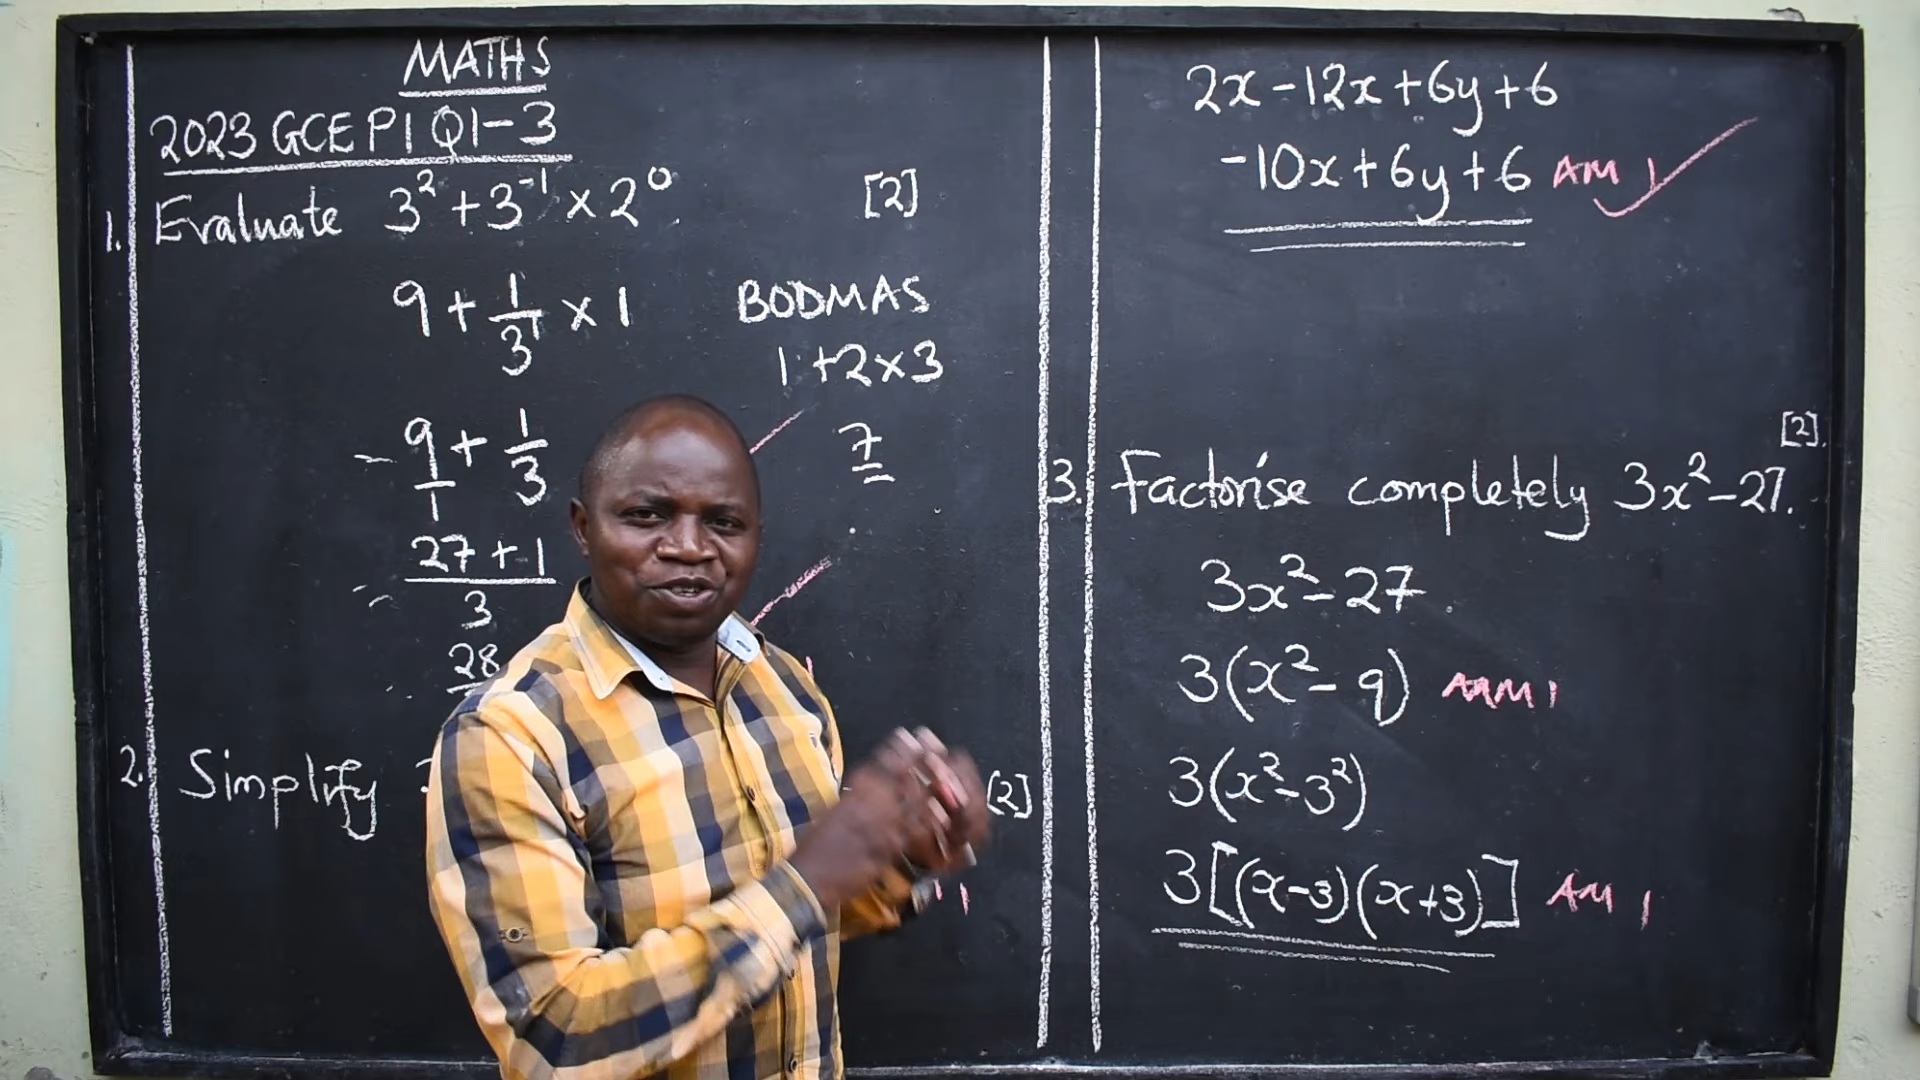 MATHS
2023 GCE P1 Q1-3
1. Evaluate 3² + 3⁻¹ × 2⁰ [2]
9 + 1/3¹ × 1
BODMAS
1+2×3
7
9/1 + 1/3
27+1
3
28
2. Simplify [2]
2x-12x+6y+6
-10x+6y+6 AM 1
[2].
3. Factorise completely 3x²-27.
3x²-27
3(x²-9)
3(x²-3²)
3[(x-3)(x+3)] AM 1